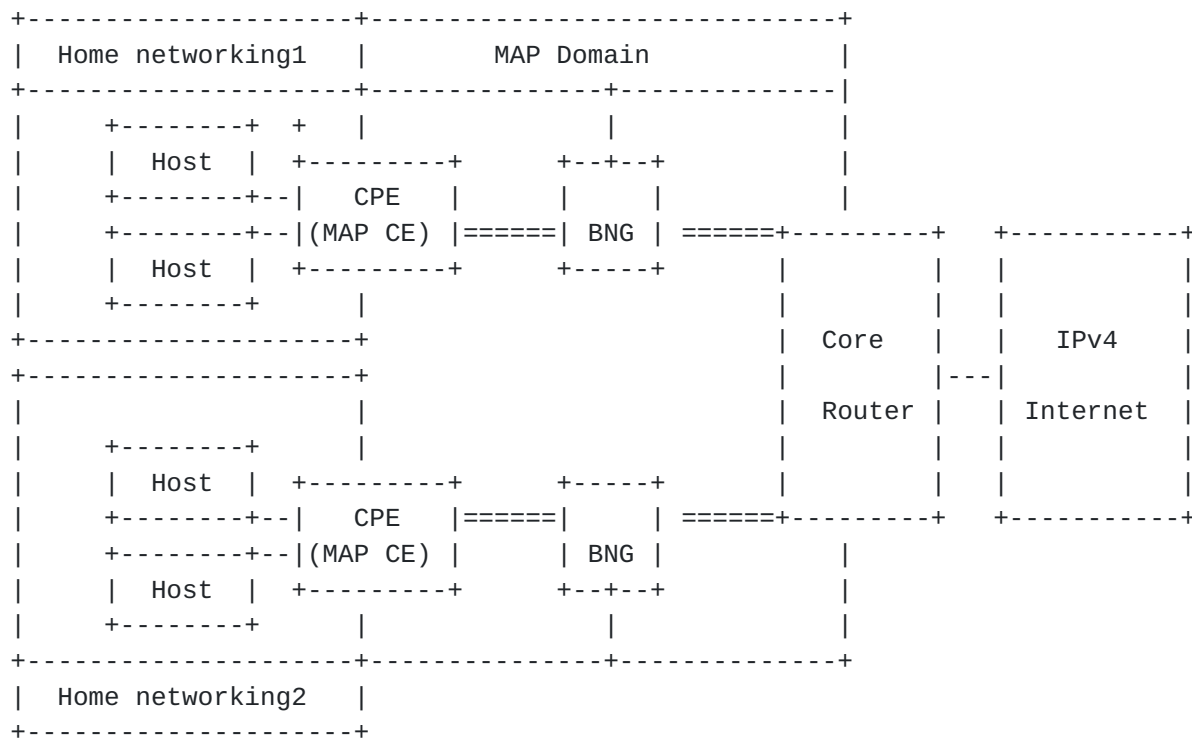 Home networking1 MAP Domain
Host
CPE
(MAP CE) BNG
Host
Core IPv4
Router Internet
Host
CPE
(MAP CE) BNG
Host
Home networking2